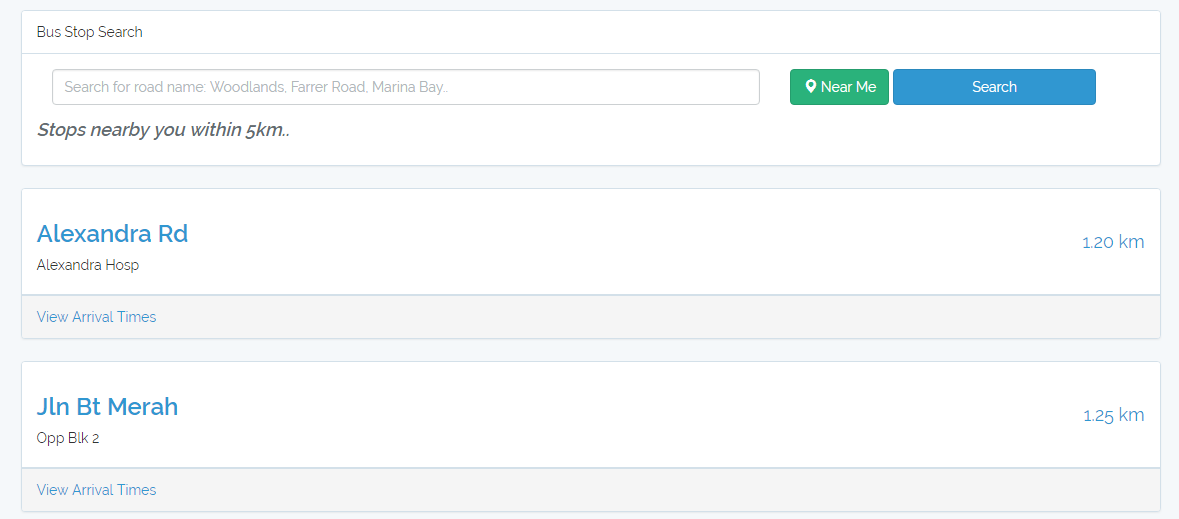 Bus Stop Search
Search for road name: Woodlands, Farrer Road, Marina Bay..
Near Me
Search
Stops nearby you within 5km..
Alexandra Rd
1.20 km
Alexandra Hosp
View Arrival Times
Jln Bt Merah
1.25 km
Opp Blk 2
View Arrival Times